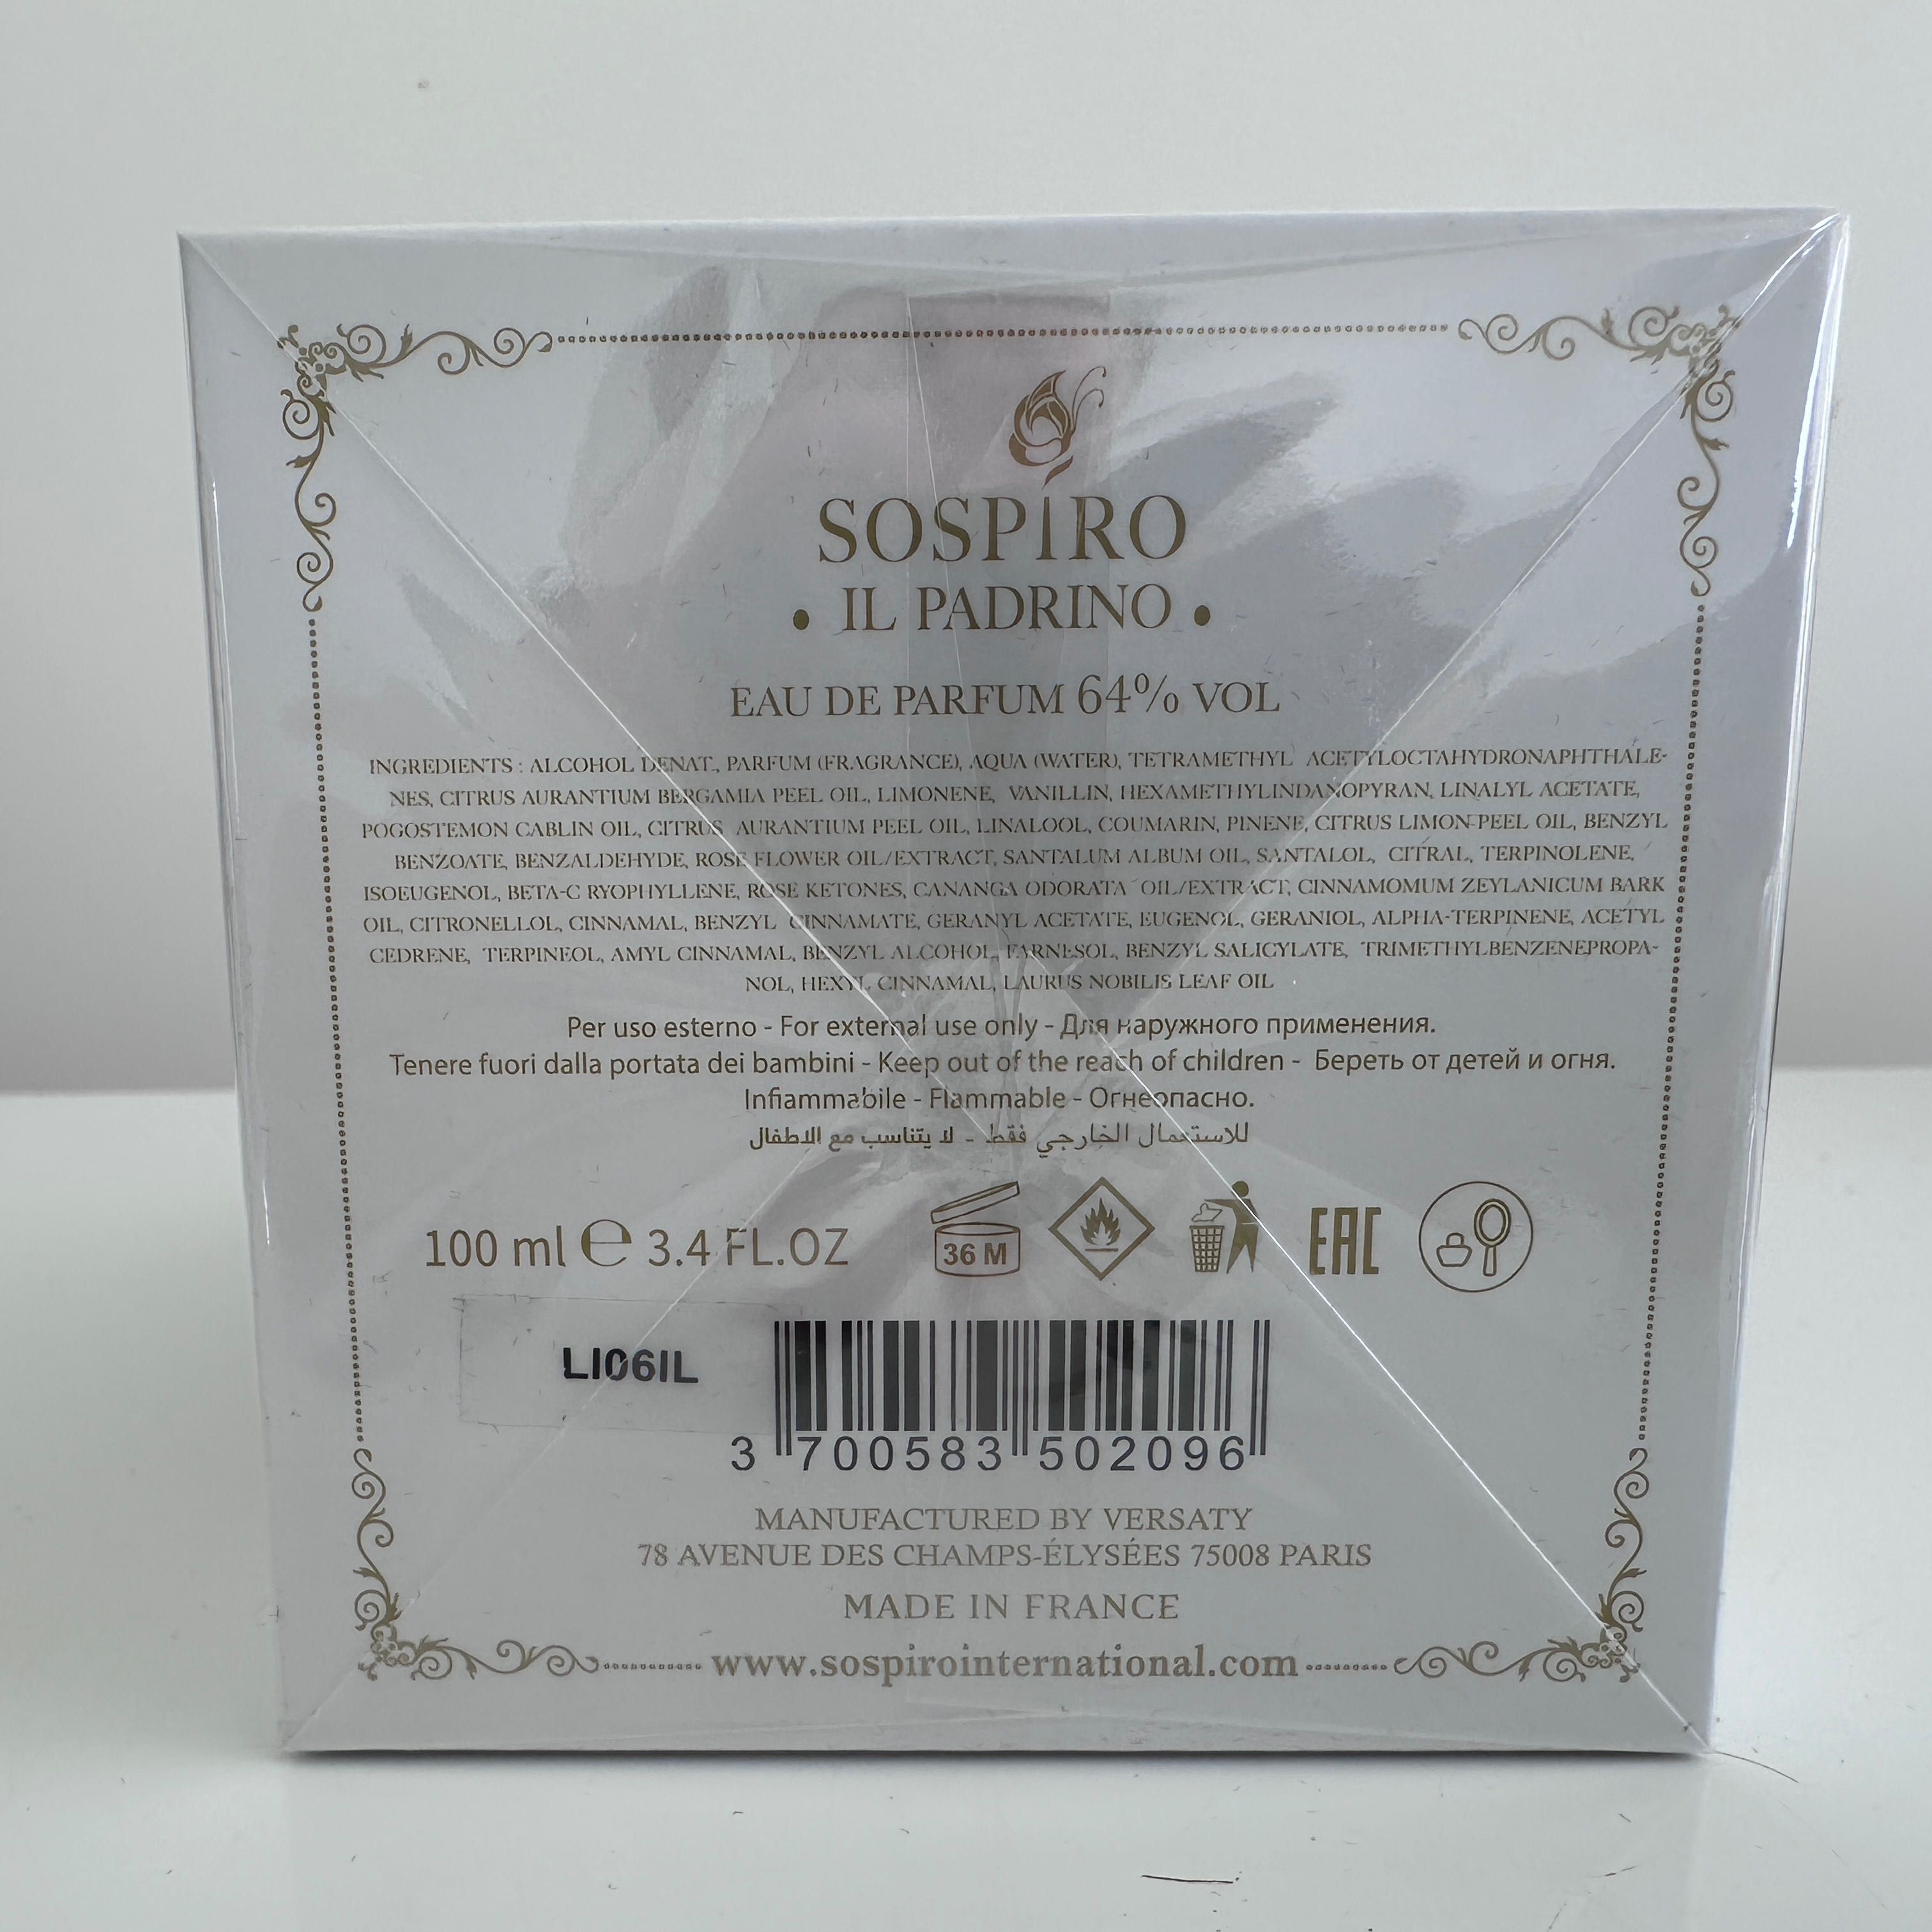 SOSPIRO
• IL PADRINO •
EAU DE PARFUM 64% VOL
INGREDIENTS : ALCOHOL DENAT., PARFUM (FRAGRANCE), AQUA (WATER), TETRAMETHYL ACETYLOCTAHYDRONAPHTHALE-
NES, CITRUS AURANTIUM BERGAMIA PEEL OIL, LIMONENE, VANILLIN, HEXAMETHYLINDANOPYRAN, LINALYL ACETATE,
POGOSTEMON CABLIN OIL, CITRUS AURANTIUM PEEL OIL, LINALOOL, COUMARIN, PINENE, CITRUS LIMON PEEL OIL, BENZYL
BENZOATE, BENZALDEHYDE, ROSE FLOWER OIL/EXTRACT, SANTALUM ALBUM OIL, SANTALOL, CITRAL, TERPINOLENE,
ISOEUGENOL, BETA-C RYOPHYLLENE, ROSE KETONES, CANANGA ODORATA OIL/EXTRACT, CINNAMOMUM ZEYLANICUM BARK
OIL, CITRONELLOL, CINNAMAL, BENZYL CINNAMATE, GERANYL ACETATE, EUGENOL, GERANIOL, ALPHA-TERPINENE, ACETYL
CEDRENE, TERPINEOL, AMYL CINNAMAL, BENZYL ALCOHOL, FARNESOL, BENZYL SALICYLATE, TRIMETHYLBENZENEPROPA-
NOL, HEXYL CINNAMAL, LAURUS NOBILIS LEAF OIL
Per uso esterno - For external use only - Для наружного применения.
Tenere fuori dalla portata dei bambini - Keep out of the reach of children - Береть от детей и огня.
Infiammabile - Flammable - Огнеопасно.
للاستعمال الخارجي فقط - لا يتناسب مع الاطفال
100 ml e 3.4 FL.OZ
36 M
EAC
LI06IL
3 700583 502096
MANUFACTURED BY VERSATY
78 AVENUE DES CHAMPS-ÉLYSÉES 75008 PARIS
MADE IN FRANCE
www.sospirointernational.com